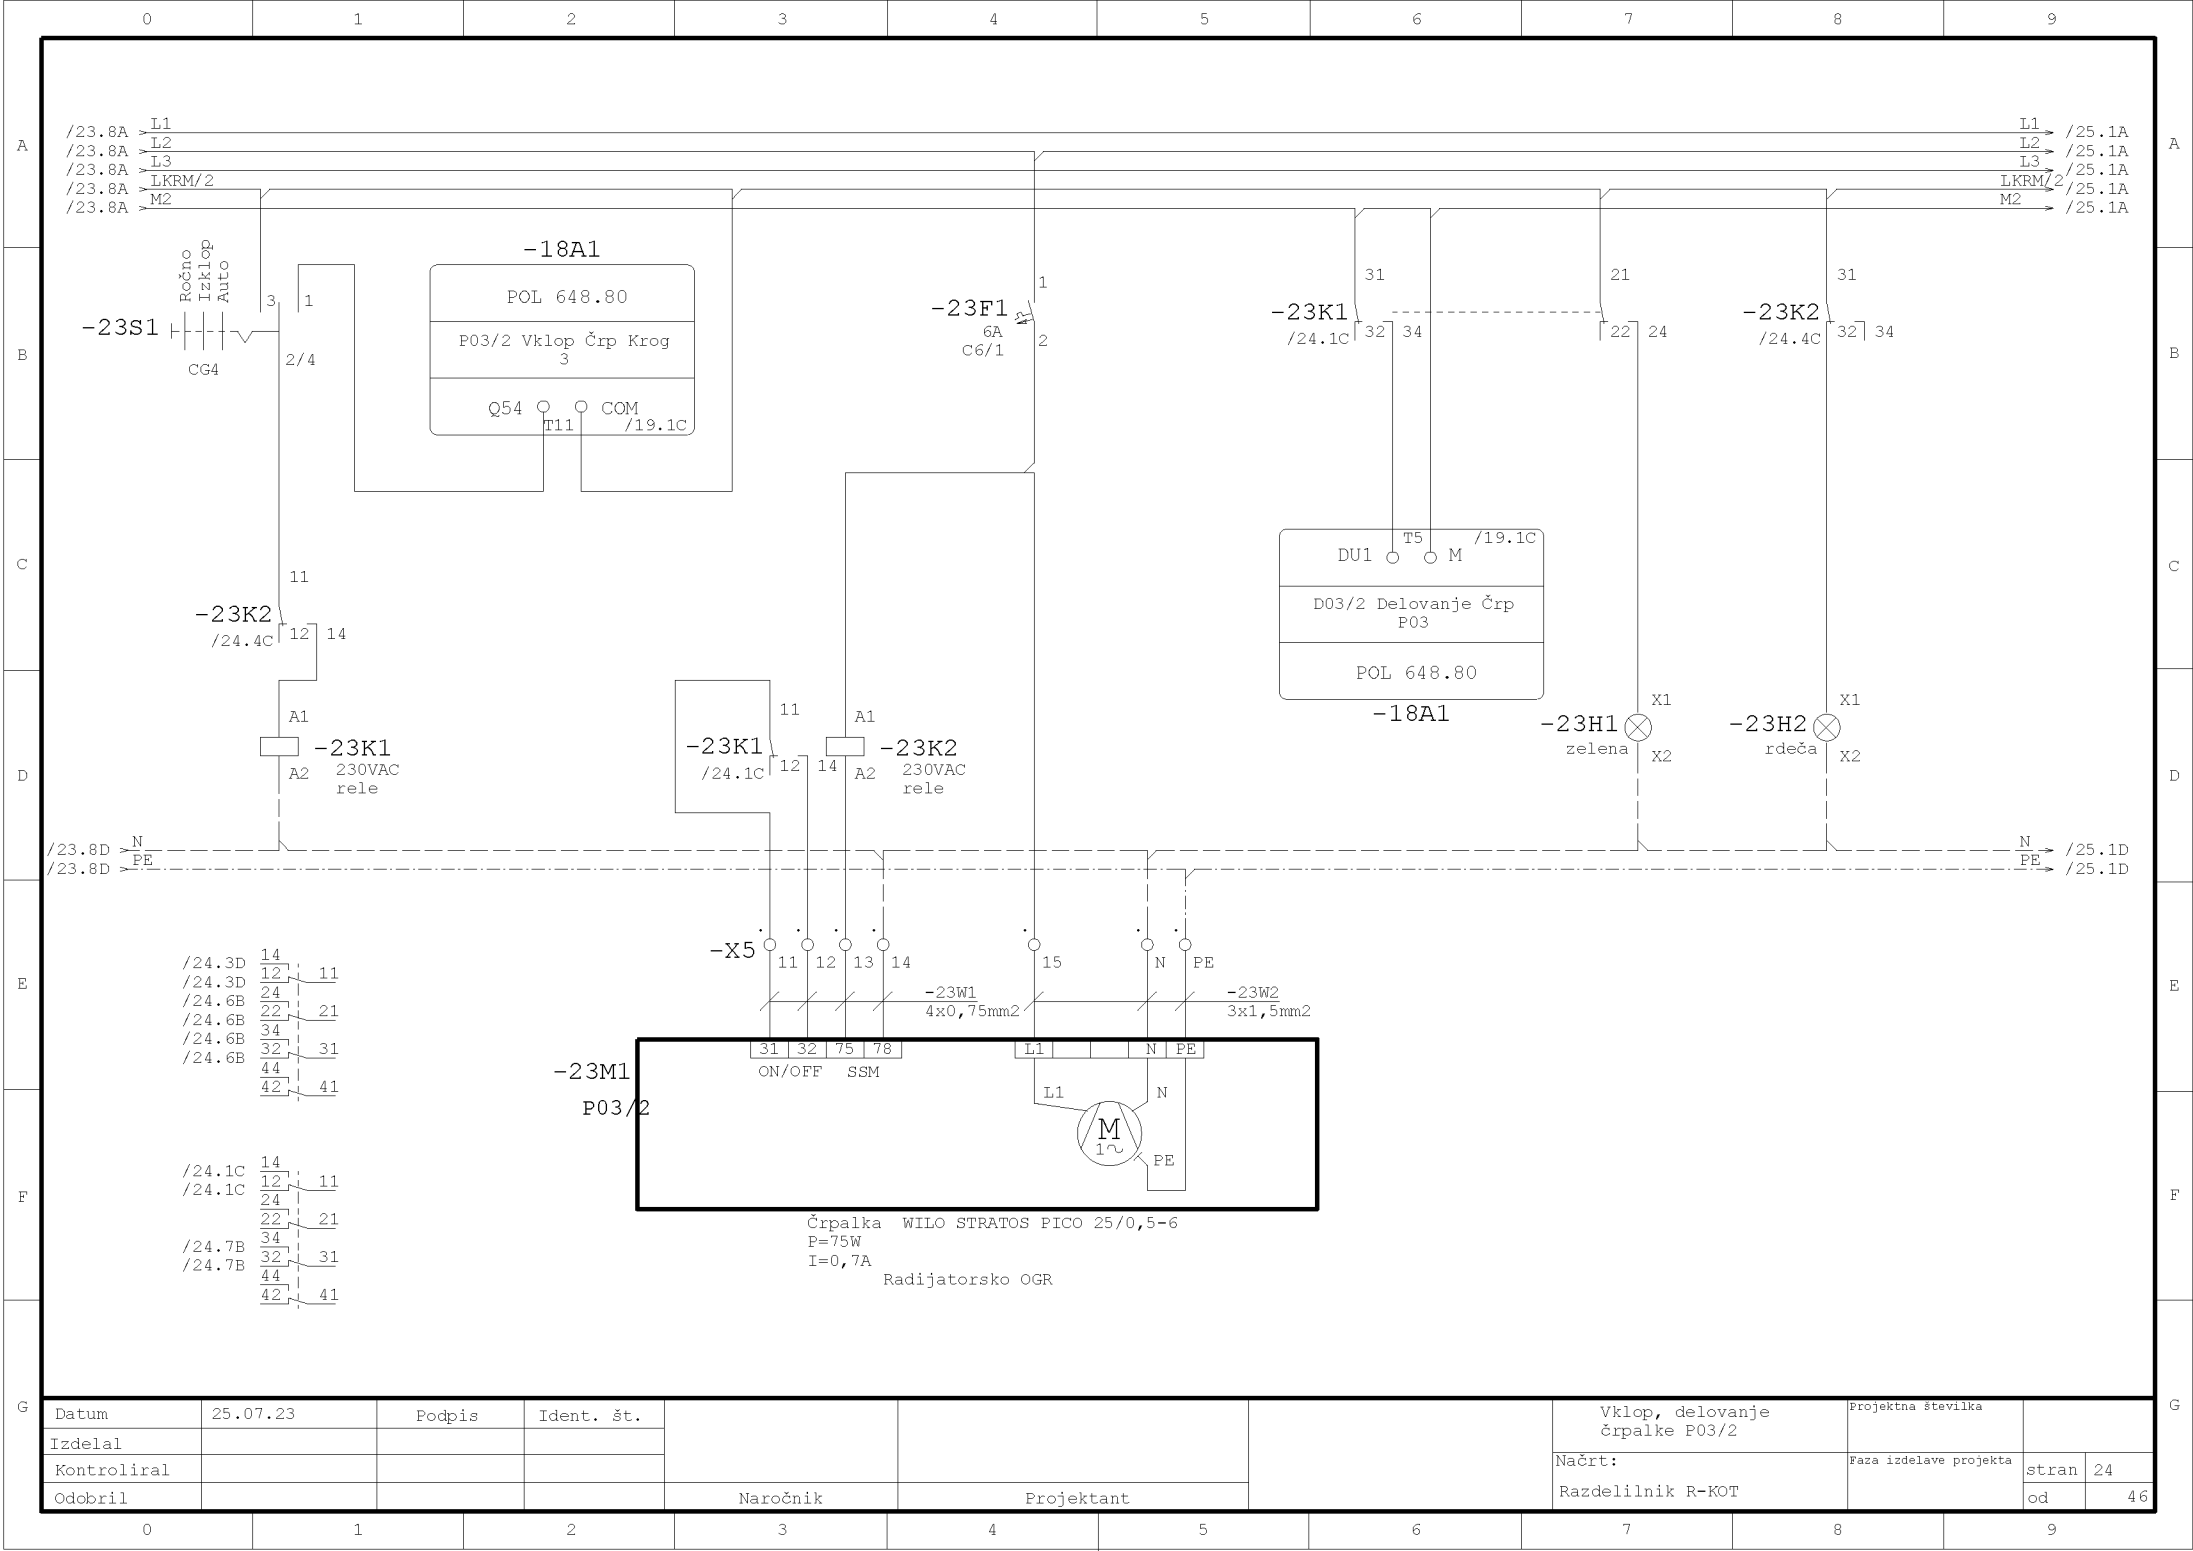 0 1 2 3 4 5 6 7 8 9
A A
/23.8A L1 L1 /25.1A
/23.8A L2 L2 /25.1A
/23.8A L3 L3 /25.1A
/23.8A LKRM/2 LKRM/2 /25.1A
/23.8A M2 M2 /25.1A
B B
Ročno
Izklop
Auto
3 1
-23S1
2/4
CG4
-18A1
POL 648.80
P03/2 Vklop Črp Krog
3
Q54 COM
T11 /19.1C
1
-23F1
6A
C6/1
2
31
-23K1
/24.1C
32 34
21
22 24
31
-23K2
/24.4C
32 34
C C
11
-23K2
/24.4C
12 14
T5 /19.1C
DU1 M
D03/2 Delovanje Črp
P03
POL 648.80
-18A1
D D
A1
-23K1
A2 230VAC
rele
11
-23K1
/24.1C
12 14
A1
-23K2
A2 230VAC
rele
X1
-23H1
zelena
X2
X1
-23H2
rdeča
X2
/23.8D N N /25.1D
/23.8D PE PE /25.1D
E E
-X5
11 12 13 14 15 N PE
-23W1
4x0,75mm2
-23W2
3x1,5mm2
/24.3D 14
/24.3D 12 11
/24.6B 24
/24.6B 22 21
/24.6B 34
/24.6B 32 31
44
42 41
31 32 75 78 L1 N PE
ON/OFF SSM
-23M1
P03/2
L1 N
M
1~
PE
F F
/24.1C 14
/24.1C 12 11
24
22 21
/24.7B 34
/24.7B 32 31
44
42 41
Črpalka WILO STRATOS PICO 25/0,5-6
P=75W
I=0,7A
Radijatorsko OGR
G G
Datum 25.07.23 Podpis Ident. št.
Izdelal
Kontroliral
Odobril
Naročnik Projektant
Vklop, delovanje
črpalke P03/2
Načrt:
Razdelilnik R-KOT
Projektna številka
Faza izdelave projekta
stran 24
od 46
0 1 2 3 4 5 6 7 8 9